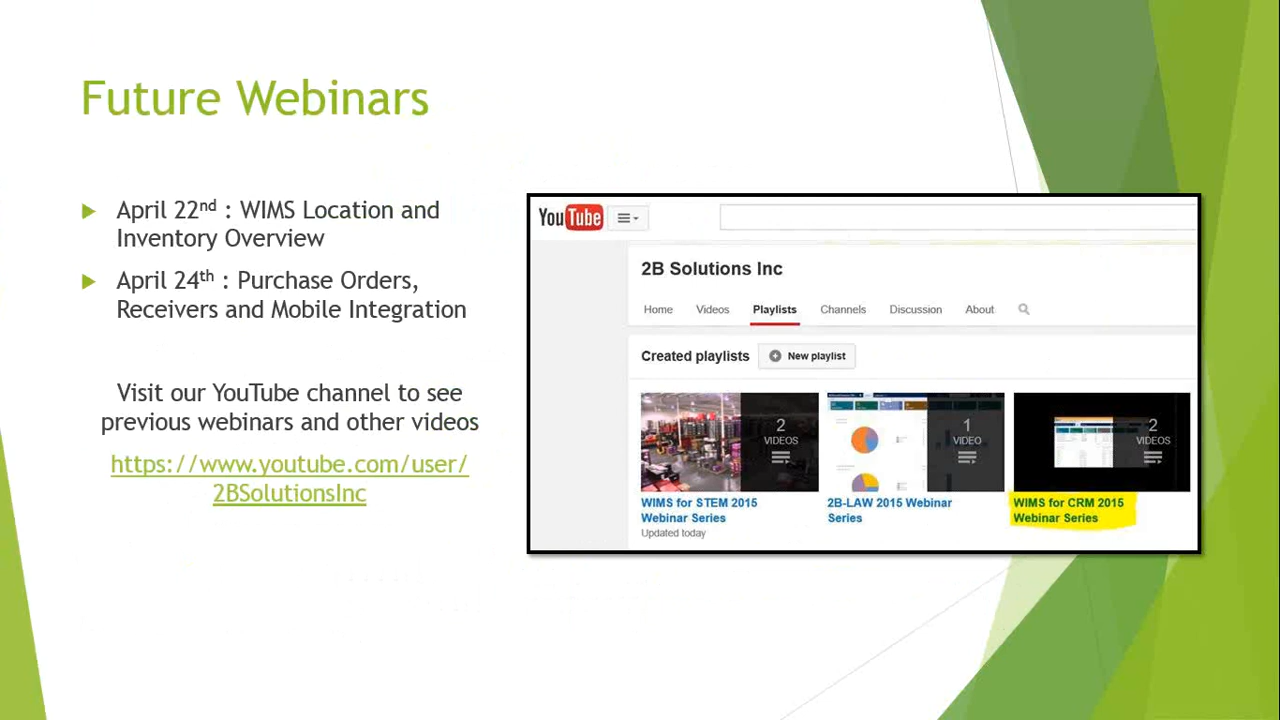 Future Webinars
April 22nd : WIMS Location and
Inventory Overview
April 24th : Purchase Orders,
Receivers and Mobile Integration
Visit our YouTube channel to see
previous webinars and other videos
https://www.youtube.com/user/
2BSolutionsInc
YouTube
2B Solutions Inc
Home Videos Playlists Channels Discussion About
Created playlists New playlist
2 VIDEOS
1 VIDEO
2 VIDEOS
WIMS for STEM 2015
Webinar Series
Updated today
2B-LAW 2015 Webinar
Series
WIMS for CRM 2015
Webinar Series